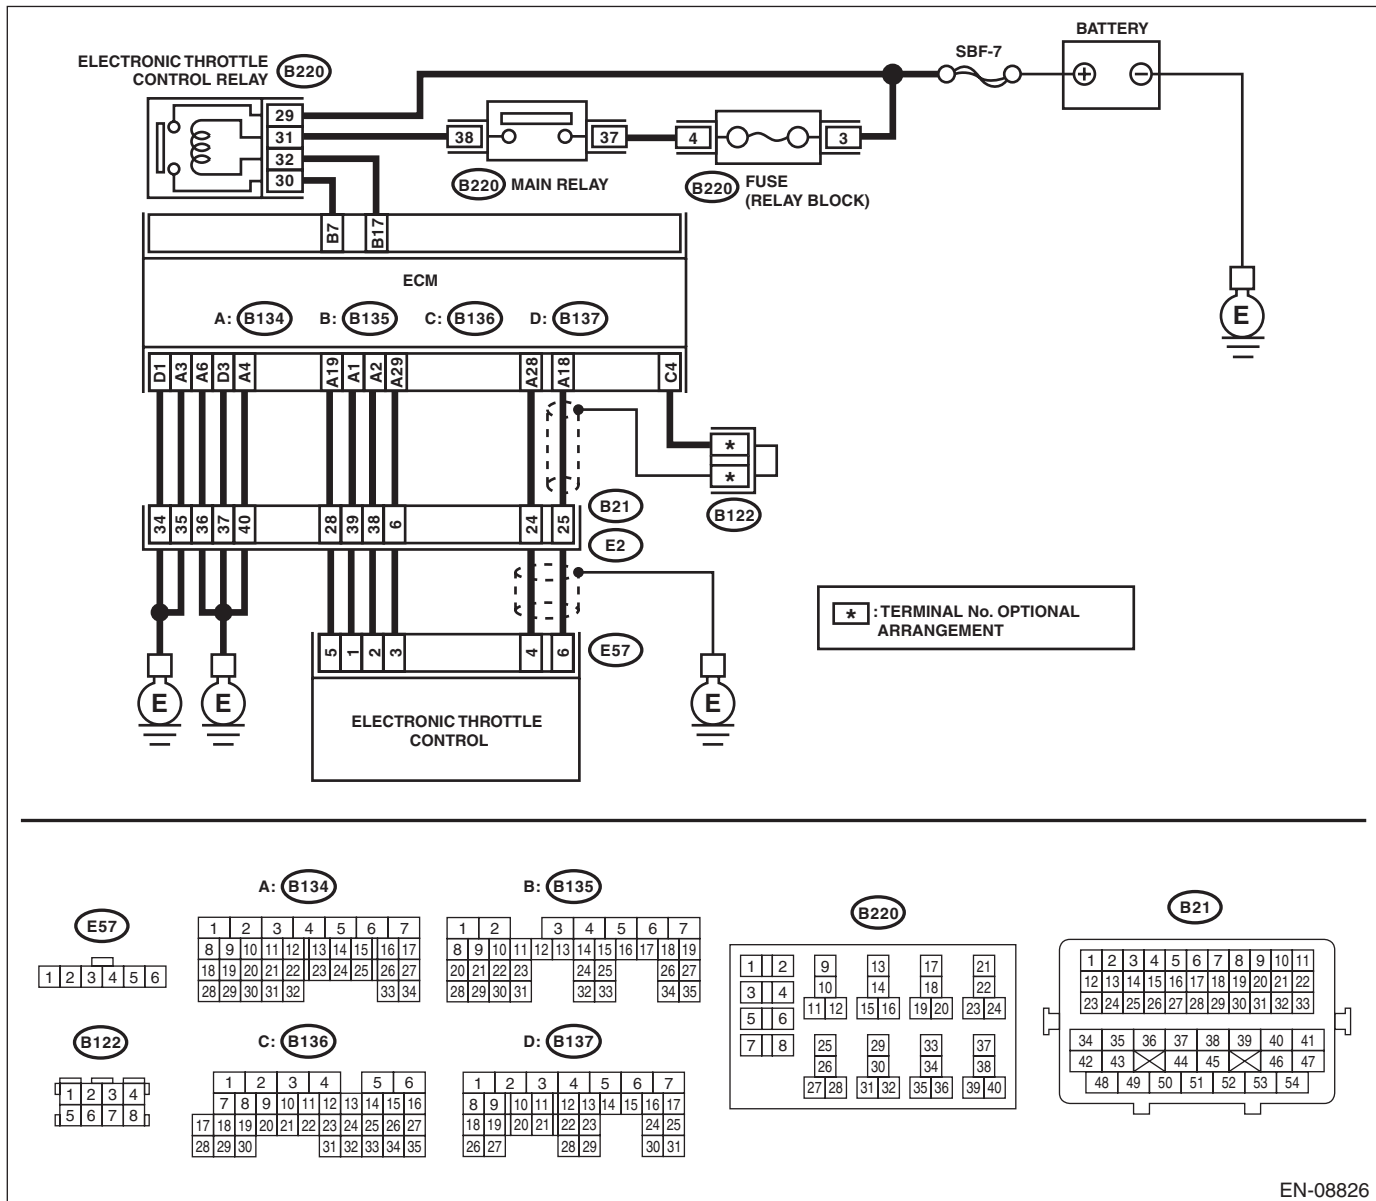 BATTERY
SBF-7
ELECTRONIC THROTTLE
CONTROL RELAY
B220
29
31
32
30
38
37
4
3
B220 MAIN RELAY
B220 FUSE
(RELAY BLOCK)
B7
B17
E
ECM
A: B134 B: B135 C: B136 D: B137
D1 A3 A6 D3 A4 A19 A1 A2 A29 A28 A18 C4
*
*
B122
34 35 36 37 40 28 39 38 6 24 25
B21
E2
* : TERMINAL No. OPTIONAL
ARRANGEMENT
5 1 2 3 4 6
E57
E E E
ELECTRONIC THROTTLE
CONTROL
E57
1 2 3 4 5 6
A: B134
1 2 3 4 5 6 7
8 9 10 11 12 13 14 15 16 17
18 19 20 21 22 23 24 25 26 27
28 29 30 31 32 33 34
B: B135
1 2 3 4 5 6 7
8 9 10 11 12 13 14 15 16 17 18 19
20 21 22 23 24 25 26 27
28 29 30 31 32 33 34 35
B220
1 2 9 13 17 21
3 4 10 14 18 22
5 6 11 12 15 16 19 20 23 24
7 8 25 29 33 37
26 30 34 38
27 28 31 32 35 36 39 40
B21
1 2 3 4 5 6 7 8 9 10 11
12 13 14 15 16 17 18 19 20 21 22
23 24 25 26 27 28 29 30 31 32 33
34 35 36 37 38 39 40 41
42 43 44 45 46 47
48 49 50 51 52 53 54
B122
1 2 3 4
5 6 7 8
C: B136
1 2 3 4 5 6
7 8 9 10 11 12 13 14 15 16
17 18 19 20 21 22 23 24 25 26 27
28 29 30 31 32 33 34 35
D: B137
1 2 3 4 5 6 7
8 9 10 11 12 13 14 15 16 17
18 19 20 21 22 23 24 25
26 27 28 29 30 31
EN-08826